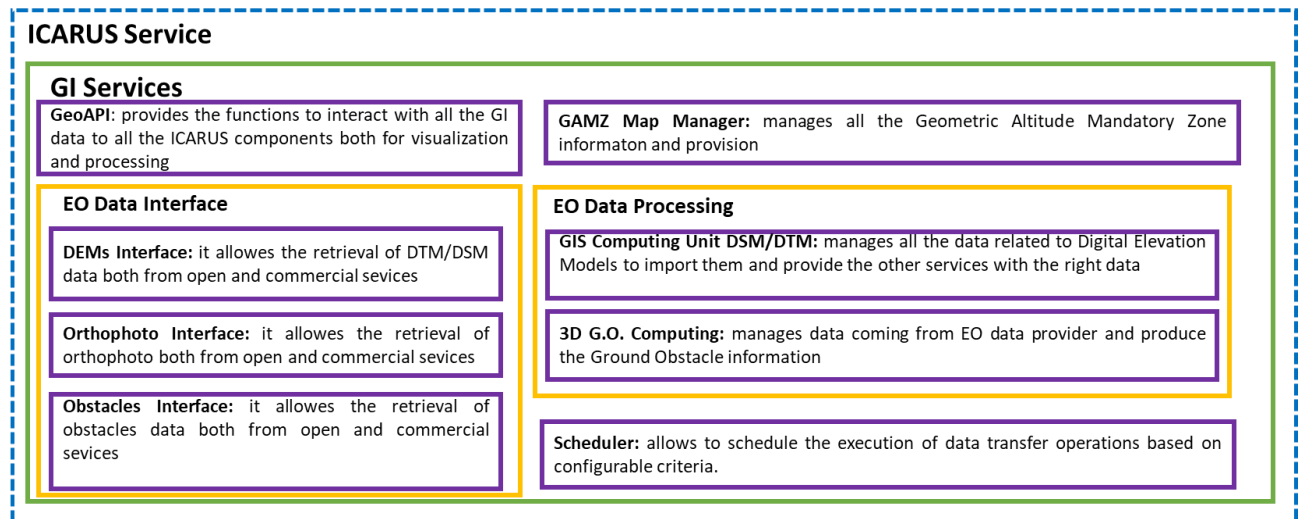 ICARUS Service
GI Services
GeoAPI: provides the functions to interact with all the GI
data to all the ICARUS components both for visualization
and processing
GAMZ Map Manager: manages all the Geometric Altitude Mandatory Zone
informaton and provision
EO Data Interface
DEMs Interface: it allowes the retrieval of DTM/DSM
data both from open and commercial sevices
Orthophoto Interface: it allowes the retrieval of
orthophoto both from open and commercial sevices
Obstacles Interface: it allowes the retrieval of
obstacles data both from open and commercial
sevices
EO Data Processing
GIS Computing Unit DSM/DTM: manages all the data related to Digital Elevation
Models to import them and provide the other services with the right data
3D G.O. Computing: manages data coming from EO data provider and produce
the Ground Obstacle information
Scheduler: allows to schedule the execution of data transfer operations based on
configurable criteria.